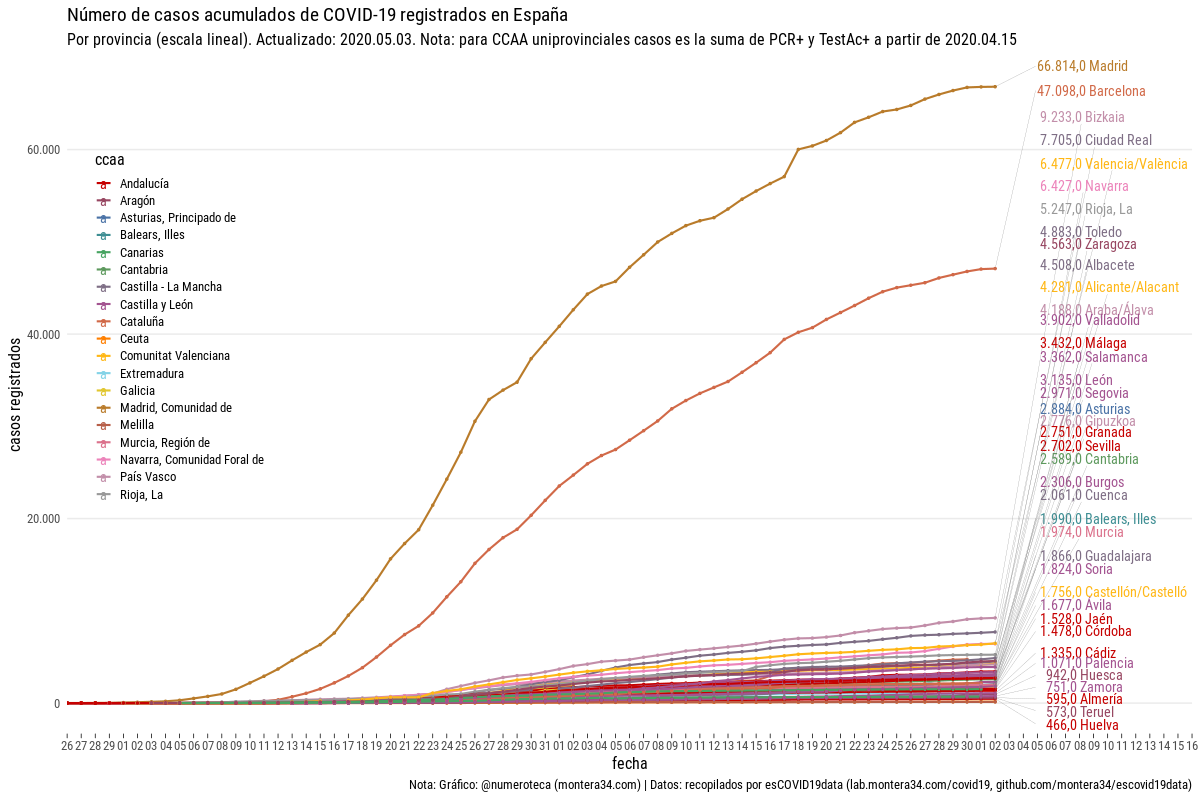 Número de casos acumulados de COVID-19 registrados en España
Por provincia (escala lineal). Actualizado: 2020.05.03. Nota: para CCAA uniprovinciales casos es la suma de PCR+ y TestAc+ a partir de 2020.04.15
66.814,0 Madrid
47.098,0 Barcelona
9.233,0 Bizkaia
7.705,0 Ciudad Real
6.477,0 Valencia/València
6.427,0 Navarra
5.247,0 Rioja, La
4.883,0 Toledo
4.563,0 Zaragoza
4.508,0 Albacete
4.281,0 Alicante/Alacant
4.188,0 Araba/Álava
3.902,0 Valladolid
3.432,0 Málaga
3.362,0 Salamanca
3.135,0 León
2.971,0 Segovia
2.884,0 Asturias
2.776,0 Gipuzkoa
2.751,0 Granada
2.702,0 Sevilla
2.589,0 Cantabria
2.306,0 Burgos
2.061,0 Cuenca
1.990,0 Balears, Illes
1.974,0 Murcia
1.866,0 Guadalajara
1.824,0 Soria
1.756,0 Castellón/Castelló
1.677,0 Ávila
1.528,0 Jaén
1.478,0 Córdoba
1.335,0 Cádiz
1.071,0 Palencia
942,0 Huesca
751,0 Zamora
595,0 Almería
573,0 Teruel
466,0 Huelva
ccaa
Andalucía
Aragón
Asturias, Principado de
Balears, Illes
Canarias
Cantabria
Castilla - La Mancha
Castilla y León
Cataluña
Ceuta
Comunitat Valenciana
Extremadura
Galicia
Madrid, Comunidad de
Melilla
Murcia, Región de
Navarra, Comunidad Foral de
País Vasco
Rioja, La
casos registrados
60.000
40.000
20.000
0
26 27 28 29 01 02 03 04 05 06 07 08 09 10 11 12 13 14 15 16 17 18 19 20 21 22 23 24 25 26 27 28 29 30 31 01 02 03 04 05 06 07 08 09 10 11 12 13 14 15 16 17 18 19 20 21 22 23 24 25 26 27 28 29 30 01 02 03 04 05 06 07 08 09 10 11 12 13 14 15 16
fecha
Nota: Gráfico: @numeroteca (montera34.com) | Datos: recopilados por esCOVID19data (lab.montera34.com/covid19, github.com/montera34/escovid19data)